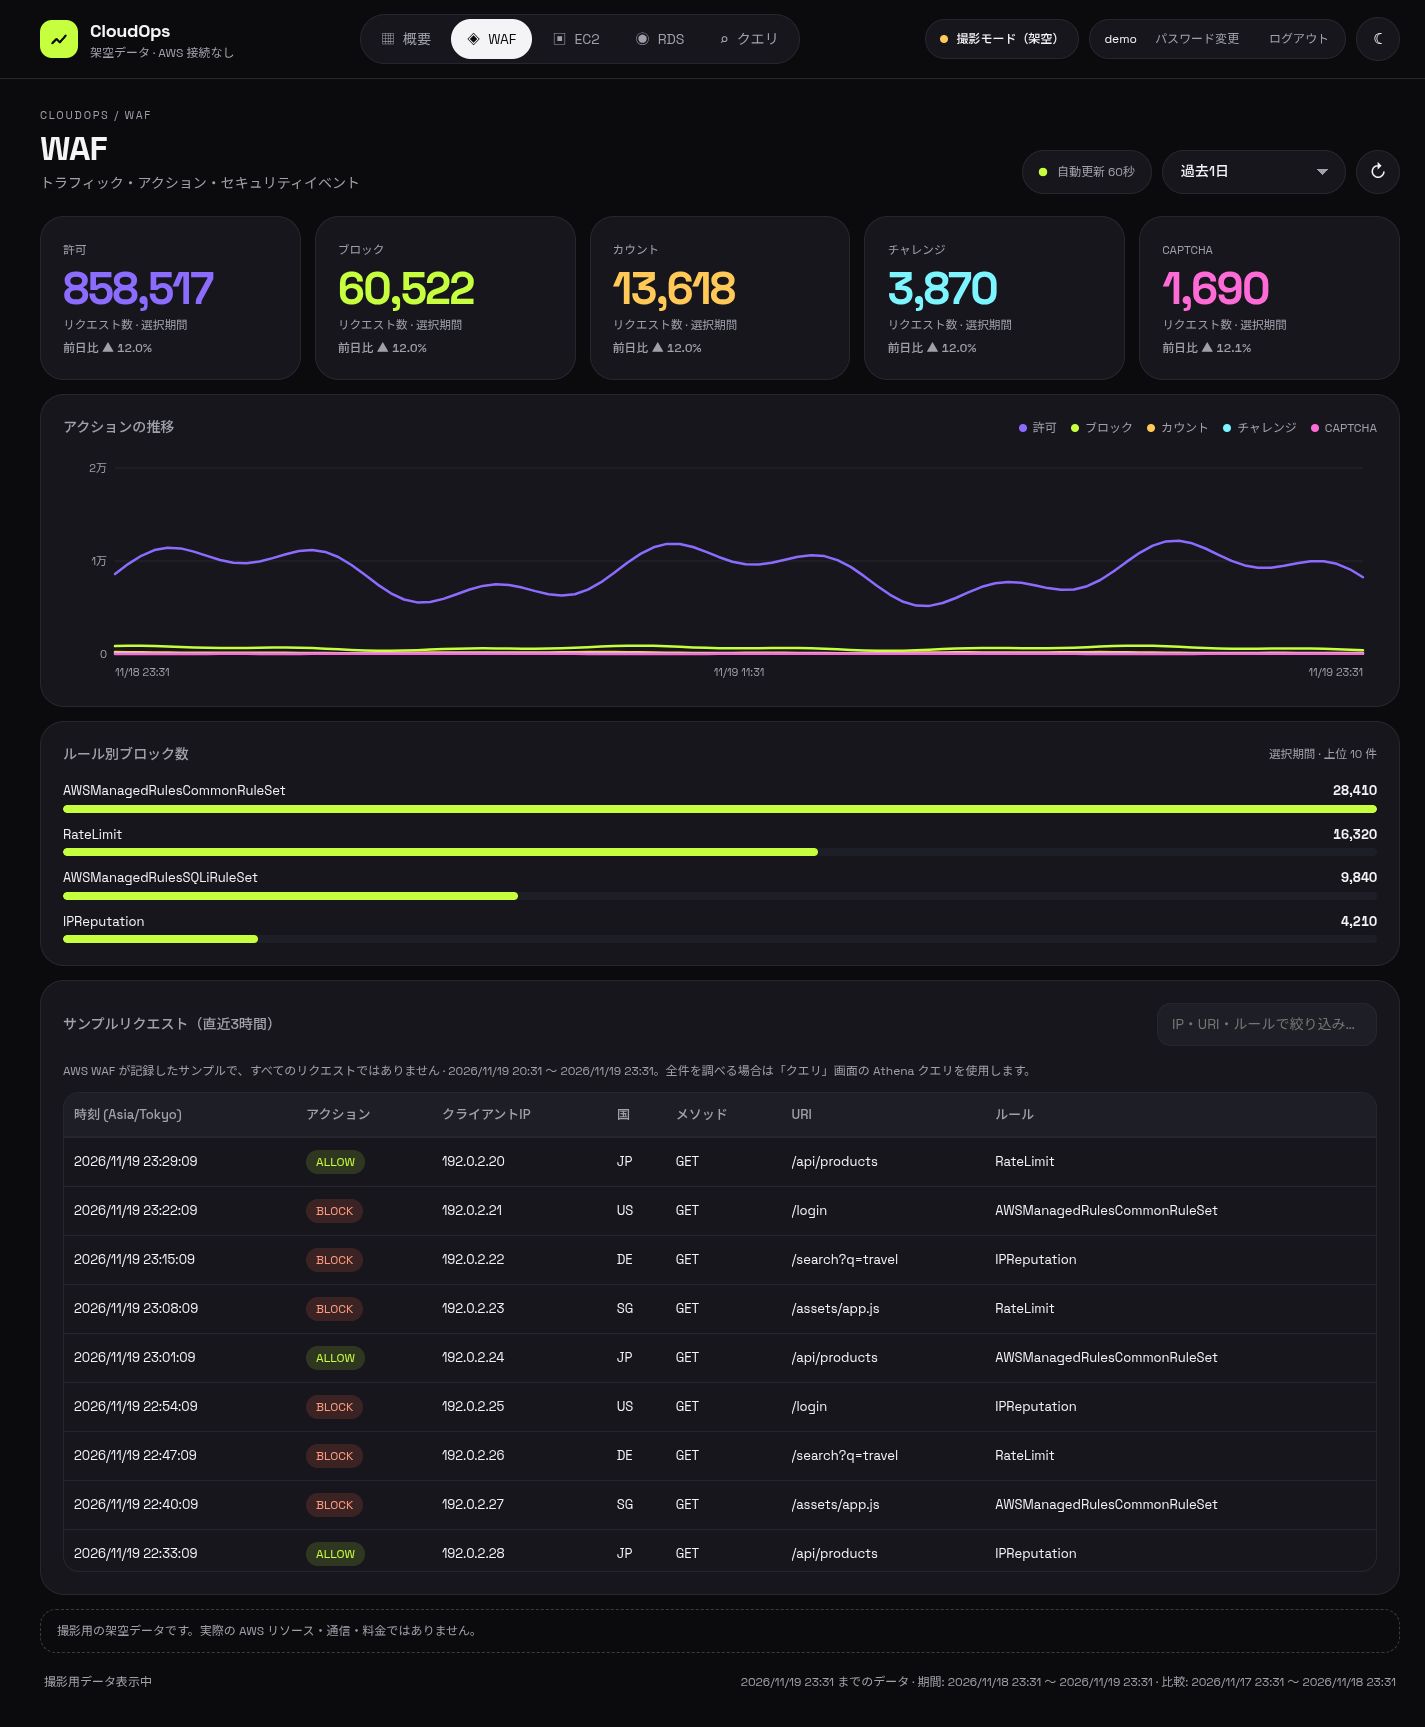 CloudOps
架空データ · AWS 接続なし
概要 WAF EC2 RDS クエリ
撮影モード（架空）
demo パスワード変更 ログアウト
CLOUDOPS / WAF
WAF
トラフィック・アクション・セキュリティイベント
自動更新 60秒
過去1日
許可 ブロック カウント チャレンジ CAPTCHA
858,517 60,522 13,618 3,870 1,690
リクエスト数 · 選択期間 リクエスト数 · 選択期間 リクエスト数 · 選択期間 リクエスト数 · 選択期間 リクエスト数 · 選択期間
前日比 ▲ 12.0% 前日比 ▲ 12.0% 前日比 ▲ 12.0% 前日比 ▲ 12.0% 前日比 ▲ 12.1%
アクションの推移
許可 ブロック カウント チャレンジ CAPTCHA
2万
1万
0
11/18 23:31 11/19 11:31 11/19 23:31
ルール別ブロック数 選択期間 · 上位 10 件
AWSManagedRulesCommonRuleSet 28,410
RateLimit 16,320
AWSManagedRulesSQLiRuleSet 9,840
IPReputation 4,210
サンプルリクエスト（直近3時間）
IP・URI・ルールで絞り込み…
AWS WAF が記録したサンプルで、すべてのリクエストではありません · 2026/11/19 20:31 〜 2026/11/19 23:31。全件を調べる場合は「クエリ」画面の Athena クエリを使用します。
時刻 (Asia/Tokyo) アクション クライアントIP 国 メソッド URI ルール
2026/11/19 23:29:09 ALLOW 192.0.2.20 JP GET /api/products RateLimit
2026/11/19 23:22:09 BLOCK 192.0.2.21 US GET /login AWSManagedRulesCommonRuleSet
2026/11/19 23:15:09 BLOCK 192.0.2.22 DE GET /search?q=travel IPReputation
2026/11/19 23:08:09 BLOCK 192.0.2.23 SG GET /assets/app.js RateLimit
2026/11/19 23:01:09 ALLOW 192.0.2.24 JP GET /api/products AWSManagedRulesCommonRuleSet
2026/11/19 22:54:09 BLOCK 192.0.2.25 US GET /login IPReputation
2026/11/19 22:47:09 BLOCK 192.0.2.26 DE GET /search?q=travel RateLimit
2026/11/19 22:40:09 BLOCK 192.0.2.27 SG GET /assets/app.js AWSManagedRulesCommonRuleSet
2026/11/19 22:33:09 ALLOW 192.0.2.28 JP GET /api/products IPReputation
撮影用の架空データです。実際の AWS リソース・通信・料金ではありません。
撮影用データ表示中
2026/11/19 23:31 までのデータ · 期間: 2026/11/18 23:31 〜 2026/11/19 23:31 · 比較: 2026/11/17 23:31 〜 2026/11/18 23:31